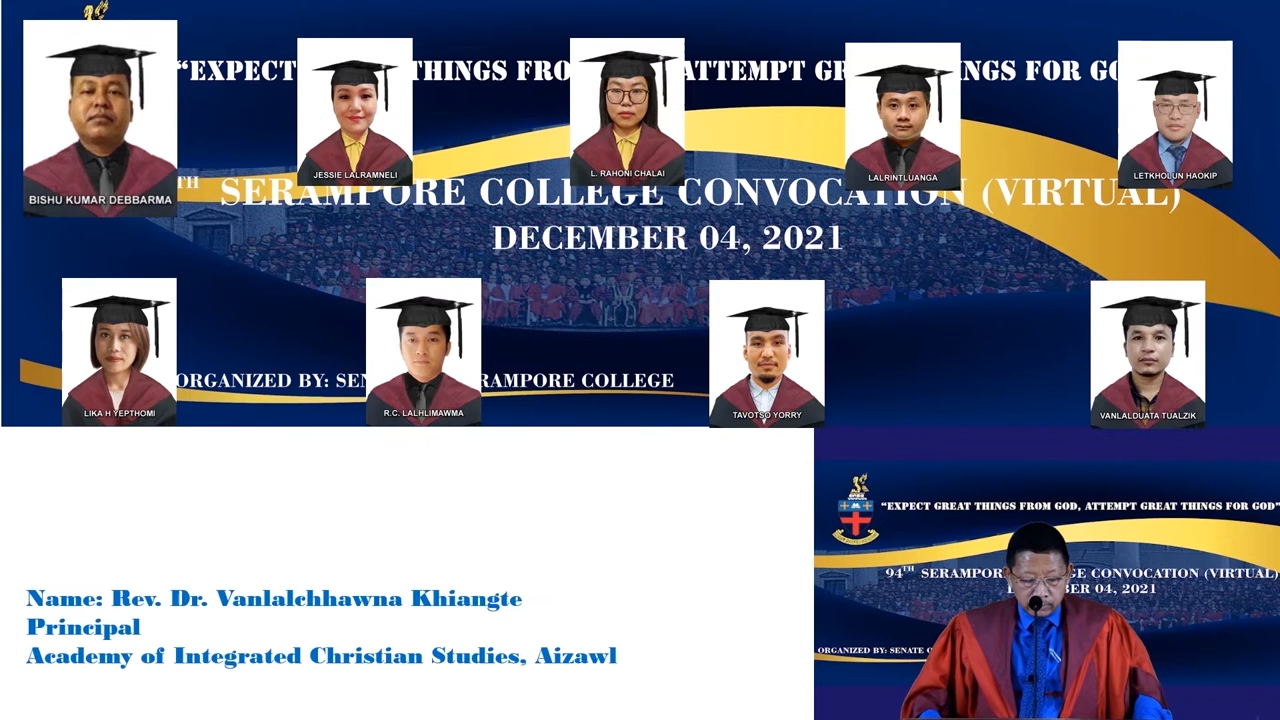 “EXPECT THINGS FRO ATTEMPT GR NGS FOR GO
BISHU KUMAR DEBBARMA
JESSIE LALRAMNELI
L. RAHONI CHALAI
LALRINTLUANGA
LETKHOLUN HAOKIP
TH SERAMPORE COLLEGE CONVOCATION (VIRTUAL)
DECEMBER 04, 2021
ORGANIZED BY: SEN RAMPORE COLLEGE
LIKA H YEPTHOMI
R.C. LALHLIMAWMA
TAVOTSO YORRY
VANLALDUATA TUALZIK
Name: Rev. Dr. Vanlalchhawna Khiangte
Principal
Academy of Integrated Christian Studies, Aizawl
“EXPECT GREAT THINGS FROM GOD, ATTEMPT GREAT THINGS FOR GOD”
94TH SERAMPOR GE CONVOCATION (VIRTUAL)
D BER 04, 2021
ORGANIZED BY: SENATE O